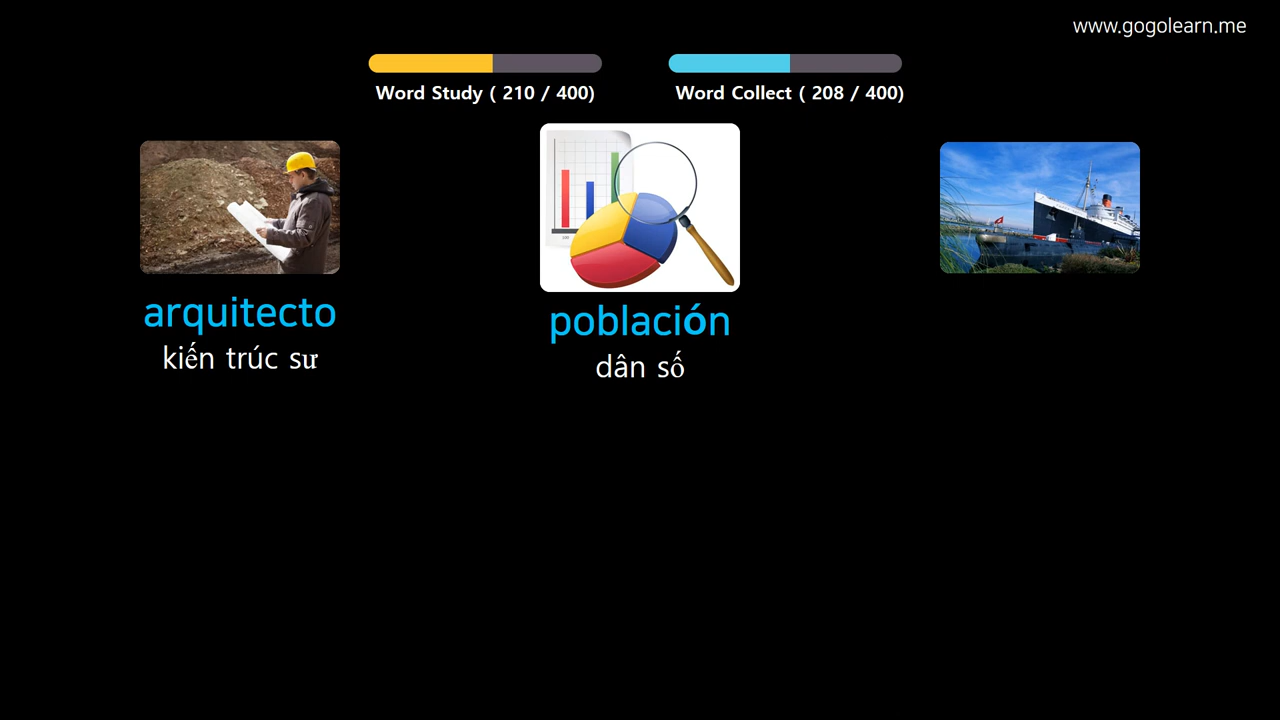 www.gogolearn.me
Word Study ( 210 / 400)
Word Collect ( 208 / 400)
arquitecto
kiến trúc sư
población
dân số